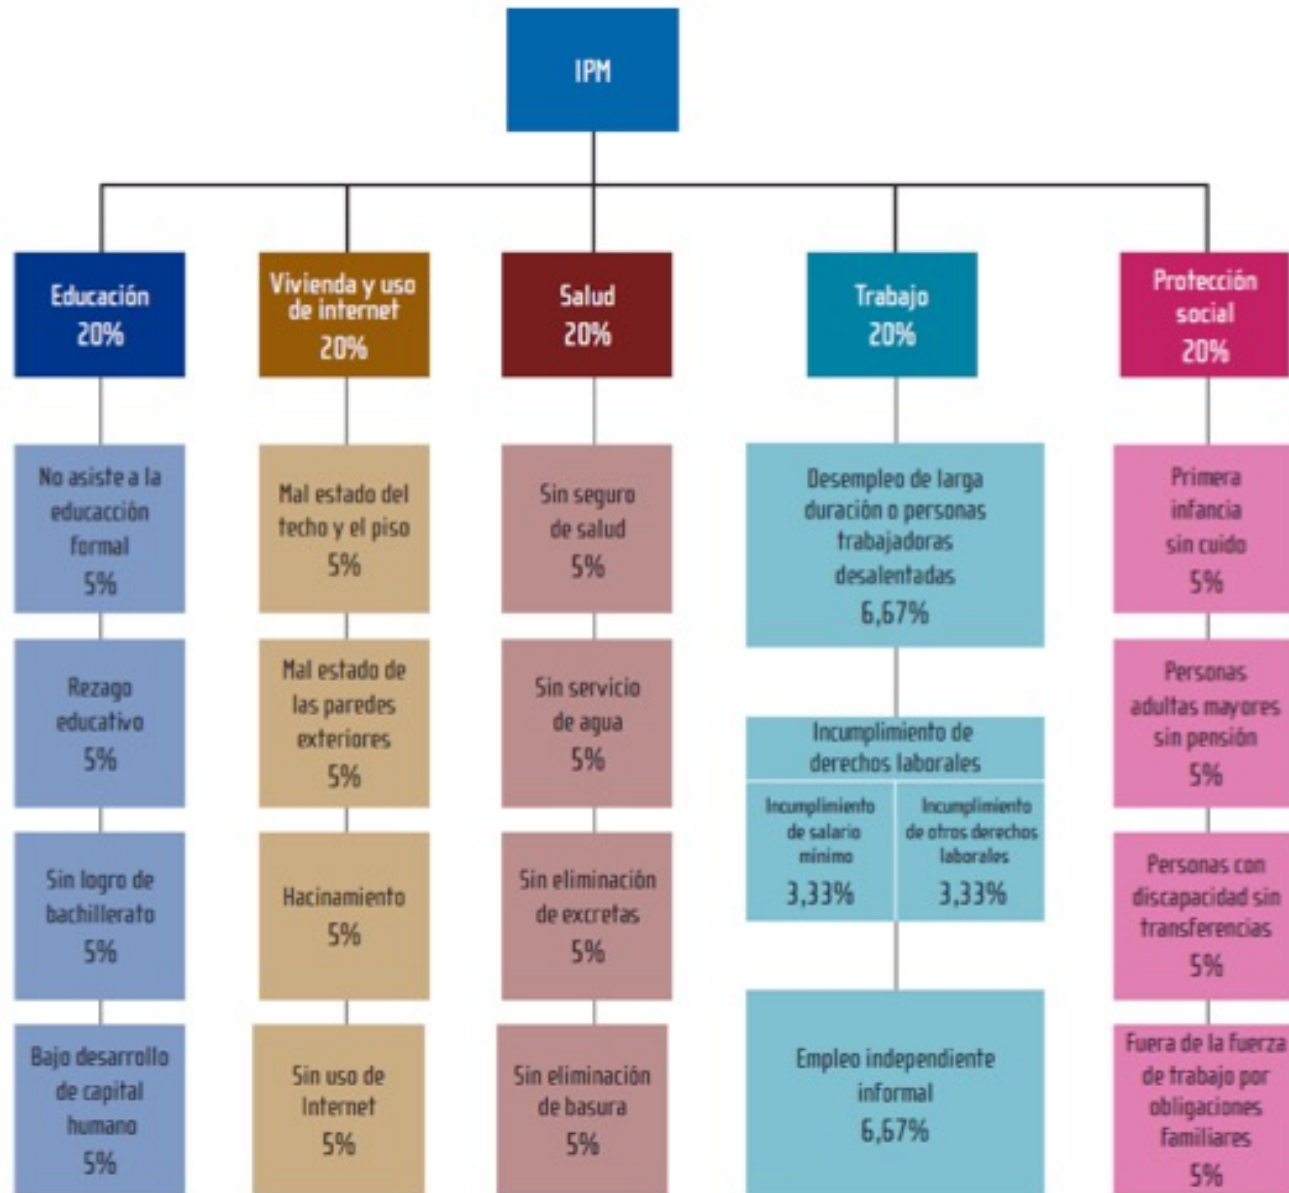 IPM
Educación
20%
No asiste a la
educacción
formal
5%
Rezago
educativo
5%
Sin logro de
bachillerato
5%
Bajo desarrollo
de capital
humano
5%
Vivienda y uso
de internet
20%
Mal estado del
techo y el piso
5%
Mal estado de
las paredes
exteriores
5%
Hacinamiento
5%
Sin uso de
Internet
5%
Salud
20%
Sin seguro
de salud
5%
Sin servicio
de agua
5%
Sin eliminación
de excretas
5%
Sin eliminación
de basura
5%
Trabajo
20%
Desempleo de larga
duración o personas
trabajadoras
desalentadas
6,67%
Incumplimiento de
derechos laborales
Incumplimiento
de salario
mínimo
3,33%
Incumplimiento
de otros derechos
laborales
3,33%
Empleo independiente
informal
6,67%
Protección
social
20%
Primera
infancia
sin cuido
5%
Personas
adultas mayores
sin pensión
5%
Personas con
discapacidad sin
transferencias
5%
Fuera de la fuerza
de trabajo por
obligaciones
familiares
5%